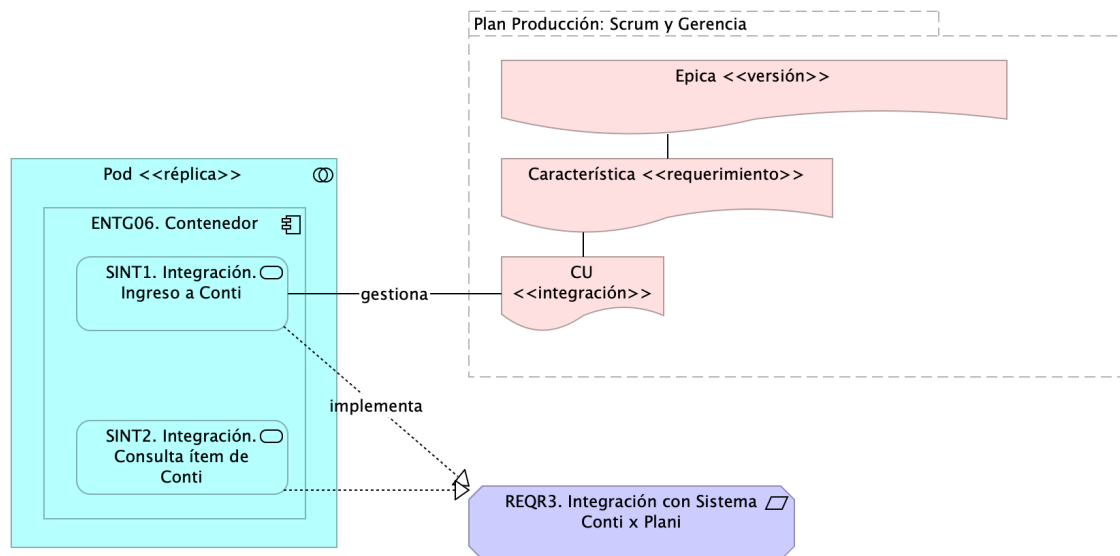 Plan Producción: Scrum y Gerencia
Epica <<versión>>
Pod <<réplica>>
Característica <<requerimiento>>
ENTG06. Contenedor
SINT1. Integración.
Ingreso a Conti
CU
<<integración>>
gestiona
implementa
SINT2. Integración.
Consulta ítem de
Conti
REQR3. Integración con Sistema
Conti x Plani